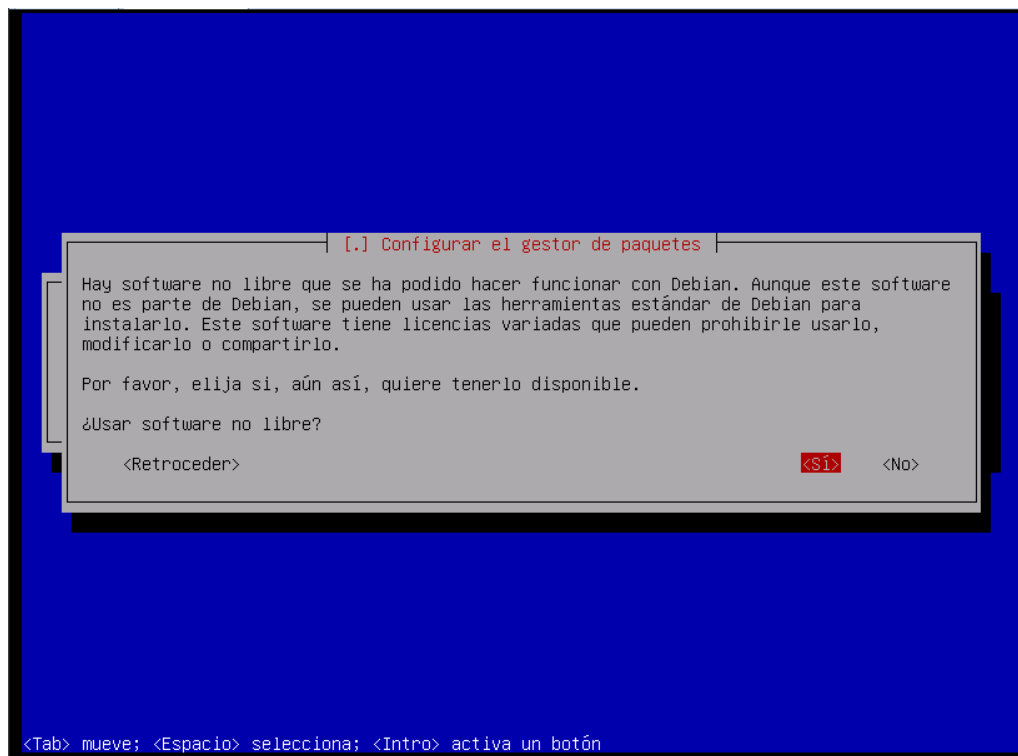 [.] Configurar el gestor de paquetes
Hay software no libre que se ha podido hacer funcionar con Debian. Aunque este software
no es parte de Debian, se pueden usar las herramientas estándar de Debian para
instalarlo. Este software tiene licencias variadas que pueden prohibirle usarlo,
modificarlo o compartirlo.
Por favor, elija si, aún así, quiere tenerlo disponible.
¿Usar software no libre?
<Retroceder> <Sí> <No>
<Tab> mueve; <Espacio> selecciona; <Intro> activa un botón